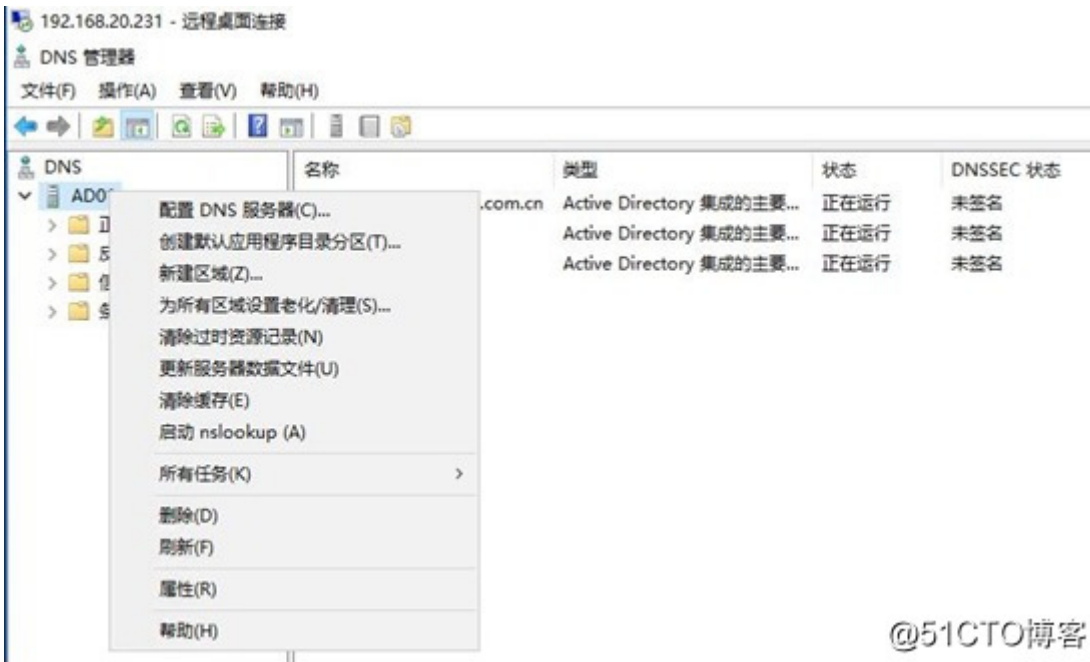 192.168.20.231 - 远程桌面连接
DNS 管理器
文件(F) 操作(A) 查看(V) 帮助(H)
DNS
名称 类型 状态 DNSSEC 状态
.com.cn Active Directory 集成的主要... 正在运行 未签名
Active Directory 集成的主要... 正在运行 未签名
Active Directory 集成的主要... 正在运行 未签名
配置 DNS 服务器(C)...
创建默认应用程序目录分区(T)...
新建区域(Z)...
为所有区域设置老化/清理(S)...
清除过时资源记录(N)
更新服务器数据文件(U)
清除缓存(E)
启动 nslookup (A)
所有任务(K)
删除(D)
刷新(F)
属性(R)
帮助(H)
@51CTO博客